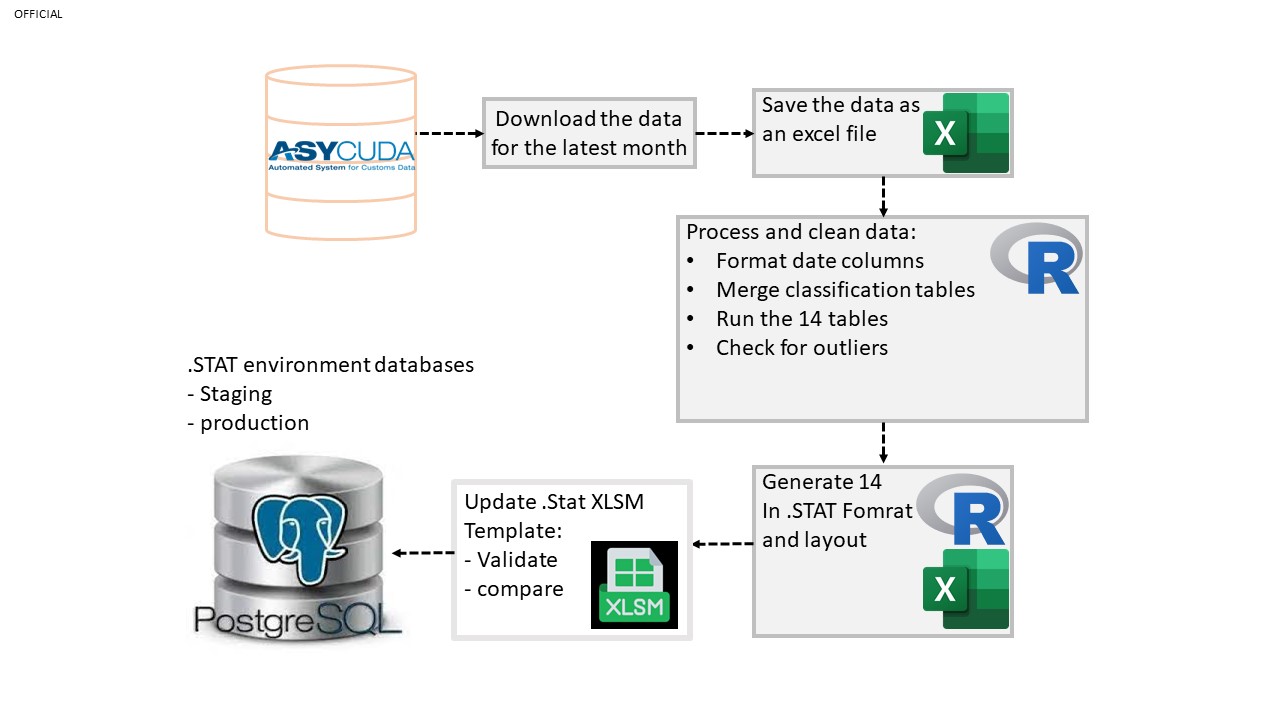 OFFICIAL
ASYCUDA
Automated System for Customs Data
Download the data
for the latest month
Save the data as
an excel file
X
Process and clean data:
• Format date columns
• Merge classification tables
• Run the 14 tables
• Check for outliers
R
.STAT environment databases
- Staging
- production
PostgreSQL
Update .Stat XLSM
Template:
- Validate
- compare
XLSM
Generate 14
In .STAT Fomrat
and layout
R
X